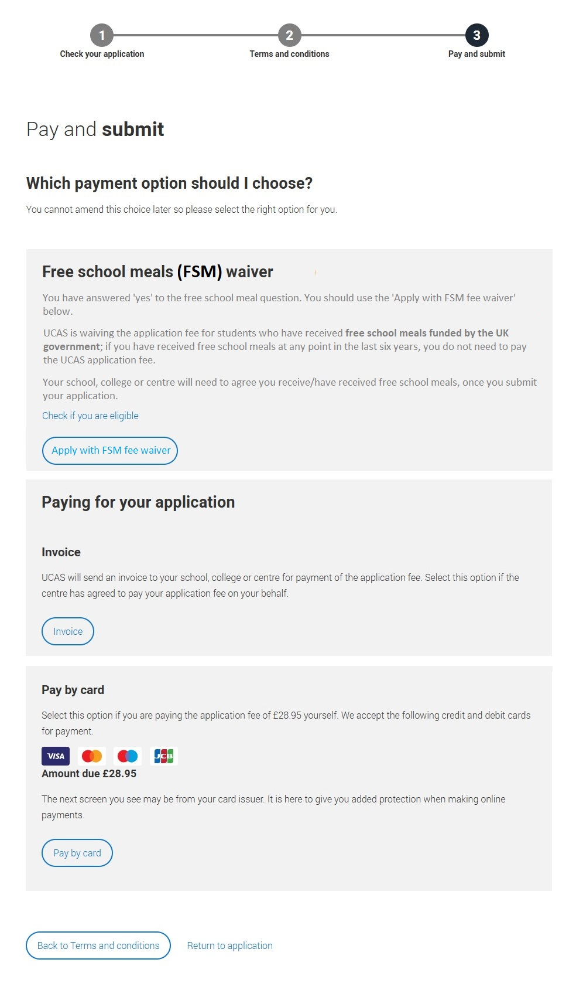 1
2
3
Check your application
Terms and conditions
Pay and submit
Pay and submit
Which payment option should I choose?
You cannot amend this choice later so please select the right option for you.
Free school meals (FSM) waiver
You have answered 'yes' to the free school meal question. You should use the 'Apply with FSM fee waiver'
below.
UCAS is waiving the application fee for students who have received free school meals funded by the UK
government; if you have received free school meals at any point in the last six years, you do not need to pay
the UCAS application fee.
Your school, college or centre will need to agree you receive/have received free school meals, once you submit
your application.
Check if you are eligible
Apply with FSM fee waiver
Paying for your application
Invoice
UCAS will send an invoice to your school, college or centre for payment of the application fee. Select this option if the
centre has agreed to pay your application fee on your behalf.
Invoice
Pay by card
Select this option if you are paying the application fee of £28.95 yourself. We accept the following credit and debit cards
for payment.
VISA
JCB
Amount due £28.95
The next screen you see may be from your card issuer. It is here to give you added protection when making online
payments.
Pay by card
Back to Terms and conditions
Return to application